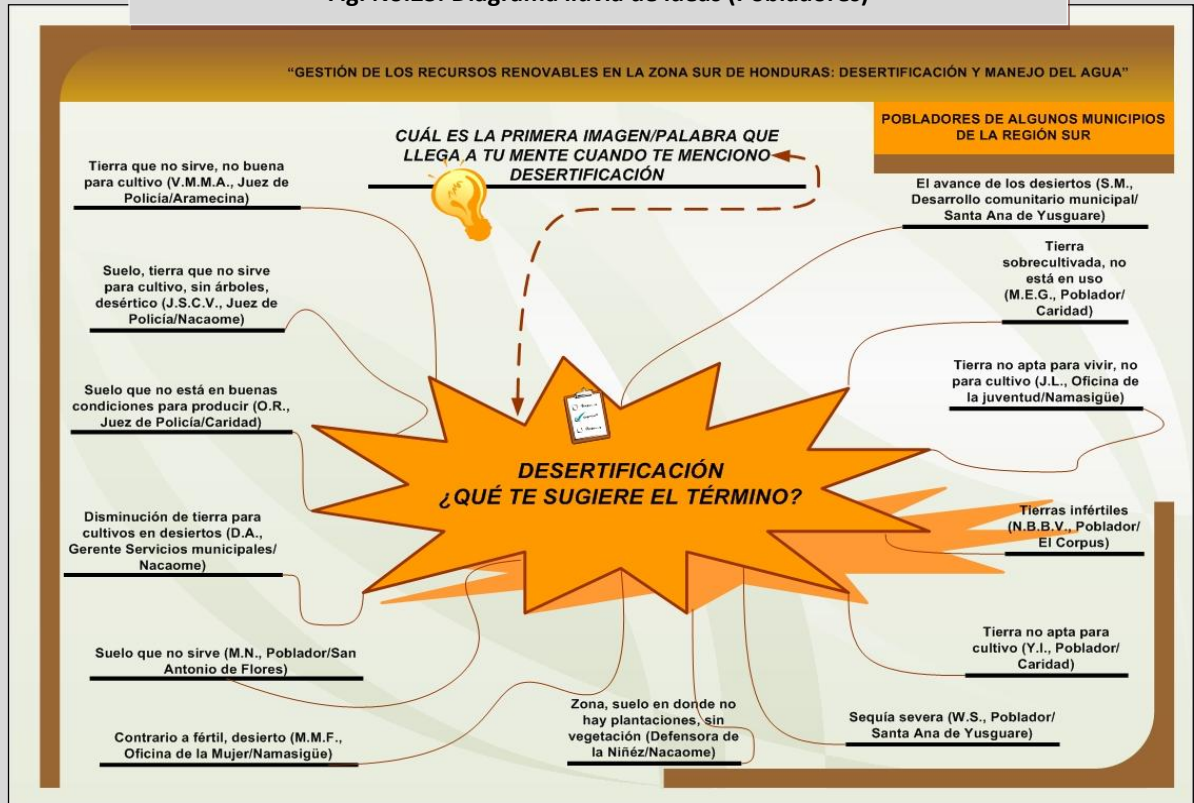 Fig. No.19. Diagrama lluvia de ideas (Pobladores)
“GESTIÓN DE LOS RECURSOS RENOVABLES EN LA ZONA SUR DE HONDURAS: DESERTIFICACIÓN Y MANEJO DEL AGUA”
POBLADORES DE ALGUNOS MUNICIPIOS
DE LA REGIÓN SUR
CUÁL ES LA PRIMERA IMAGEN/PALABRA QUE
LLEGA A TU MENTE CUANDO TE MENCIONO
DESERTIFICACIÓN
Tierra que no sirve, no buena
para cultivo (V.M.M.A., Juez de
Policía/Aramecina)
Suelo, tierra que no sirve
para cultivo, sin árboles,
desértico (J.S.C.V., Juez de
Policía/Nacaome)
Suelo que no está en buenas
condiciones para producir (O.R.,
Juez de Policía/Caridad)
Disminución de tierra para
cultivos en desiertos (D.A.,
Gerente Servicios municipales/
Nacaome)
Suelo que no sirve (M.N., Poblador/San
Antonio de Flores)
Contrario a fértil, desierto (M.M.F.,
Oficina de la Mujer/Namasigüe)
DESERTIFICACIÓN
¿QUÉ TE SUGIERE EL TÉRMINO?
Zona, suelo en donde no
hay plantaciones, sin
vegetación (Defensora de
la Niñéz/Nacaome)
El avance de los desiertos (S.M.,
Desarrollo comunitario municipal/
Santa Ana de Yusguare)
Tierra
sobrecultivada, no
está en uso
(M.E.G., Poblador/
Caridad)
Tierra no apta para vivir, no
para cultivo (J.L., Oficina de
la juventud/Namasigüe)
Tierras infértiles
(N.B.B.V., Poblador/
El Corpus)
Tierra no apta para
cultivo (Y.I., Poblador/
Caridad)
Sequía severa (W.S., Poblador/
Santa Ana de Yusguare)